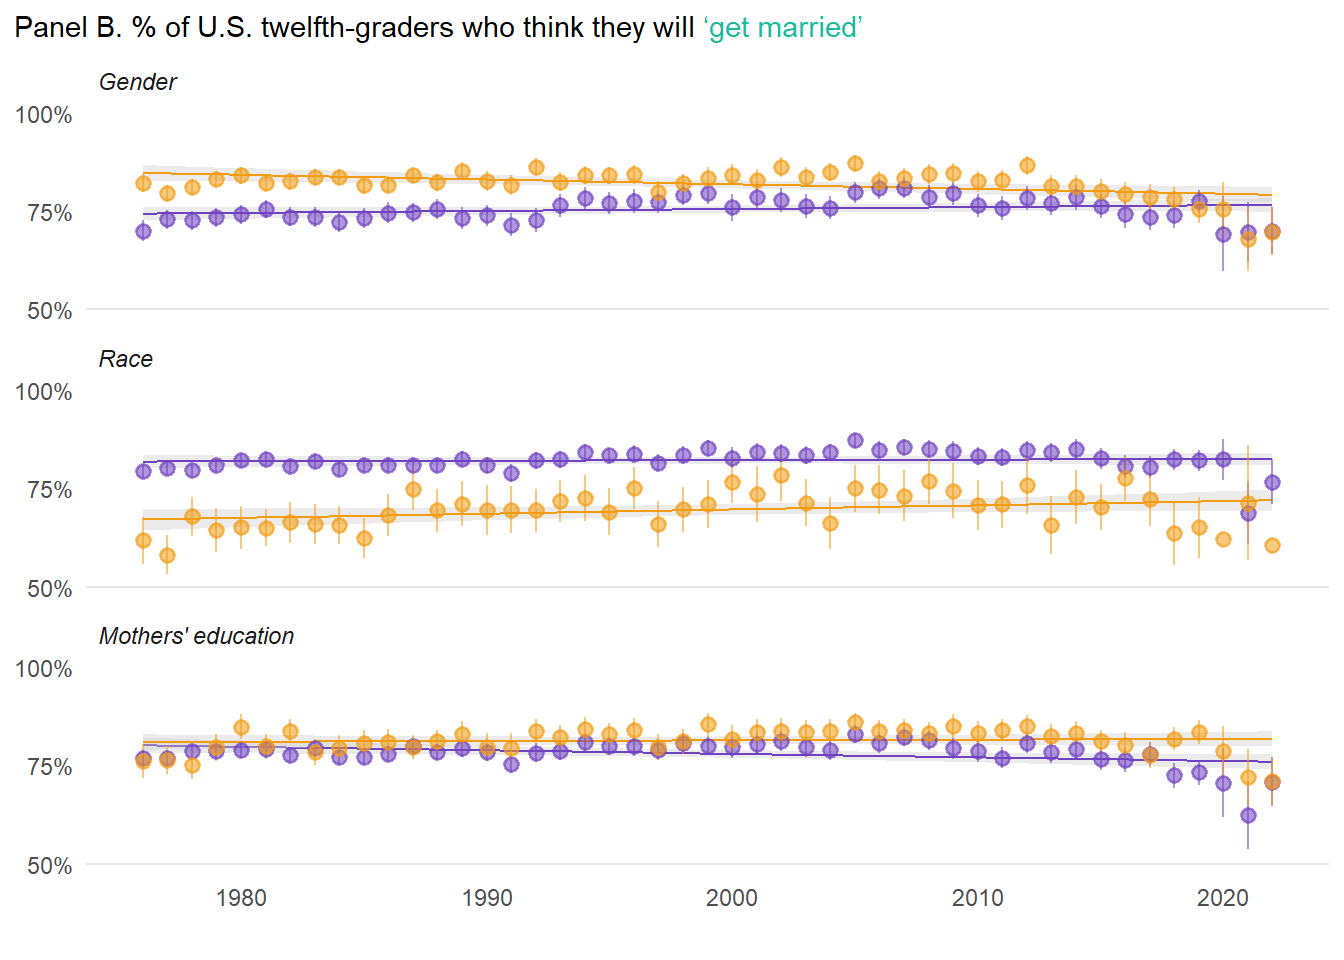 Panel B. % of U.S. twelfth-graders who think they will ‘get married’
Gender
100%
75%
50%
Race
100%
75%
50%
Mothers' education
100%
75%
50%
1980 1990 2000 2010 2020